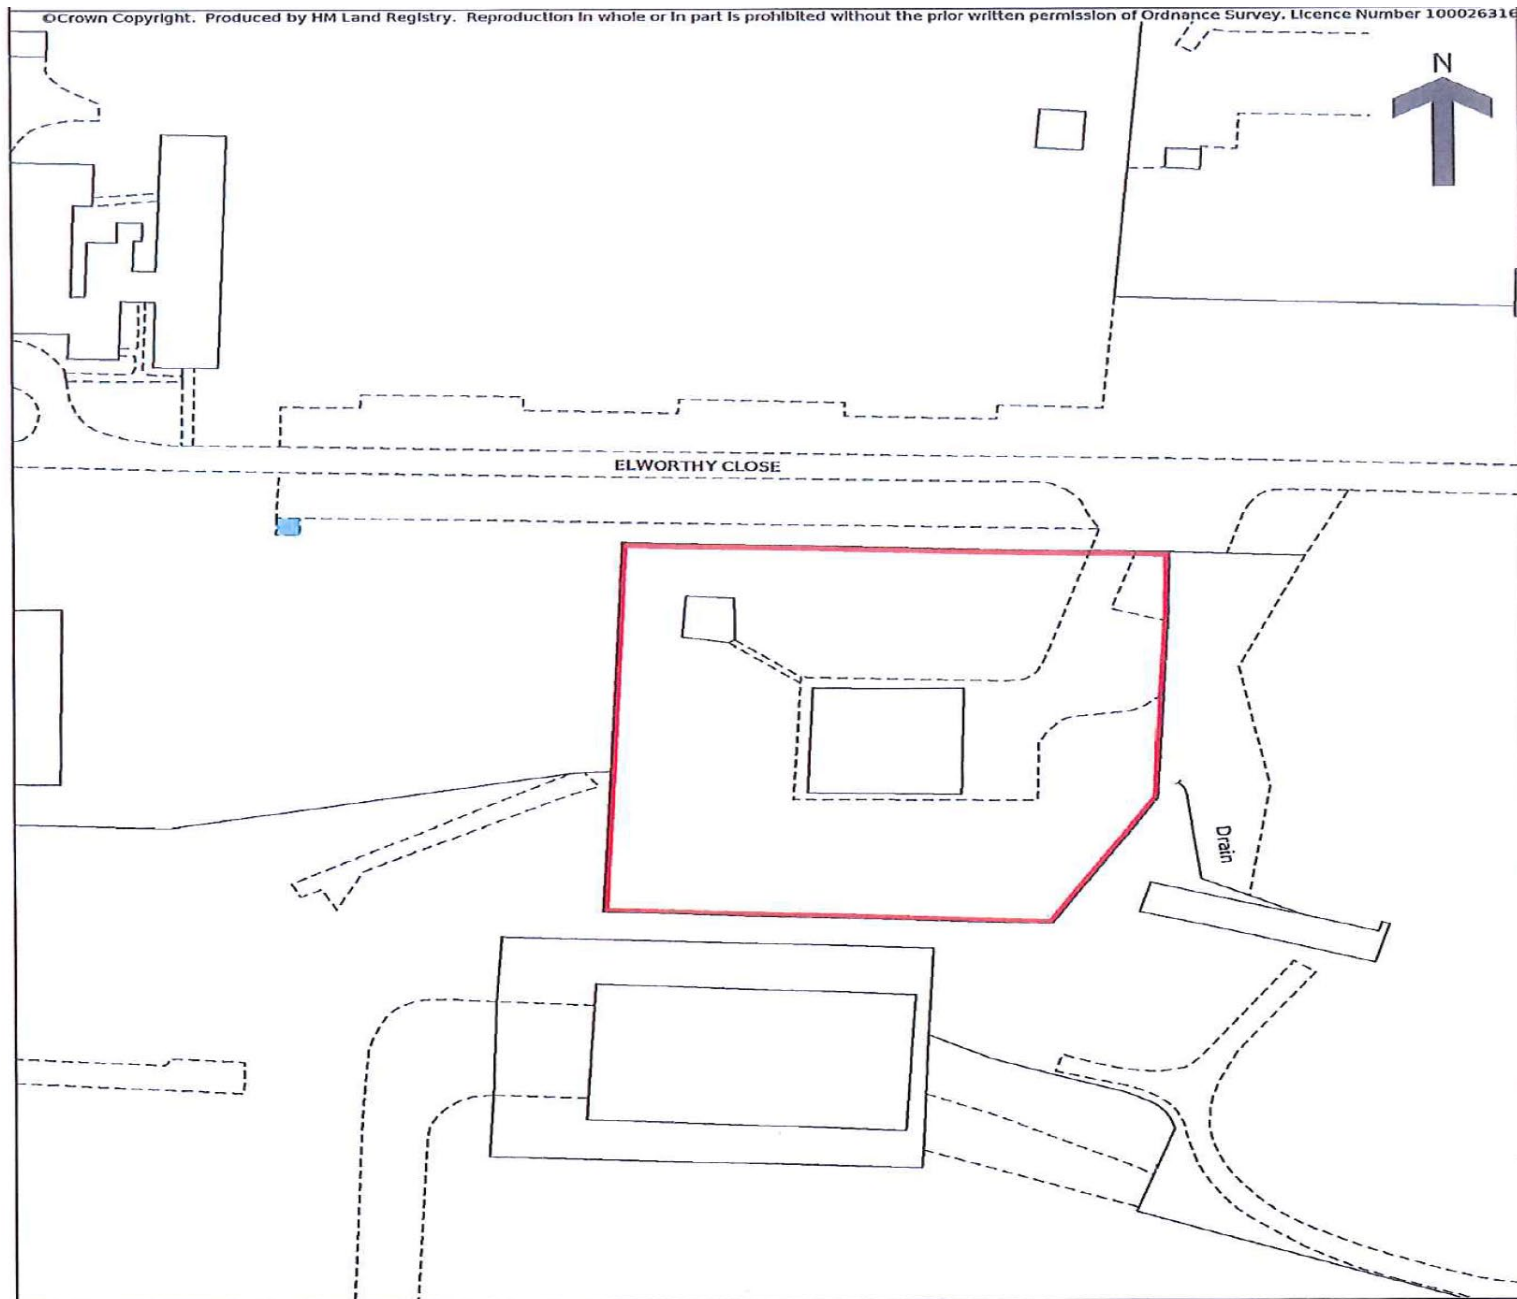 ©Crown Copyright. Produced by HM Land Registry. Reproduction in whole or in part is prohibited without the prior written permission of Ordnance Survey. Licence Number 100026316
N
ELWORTHY CLOSE
Drain